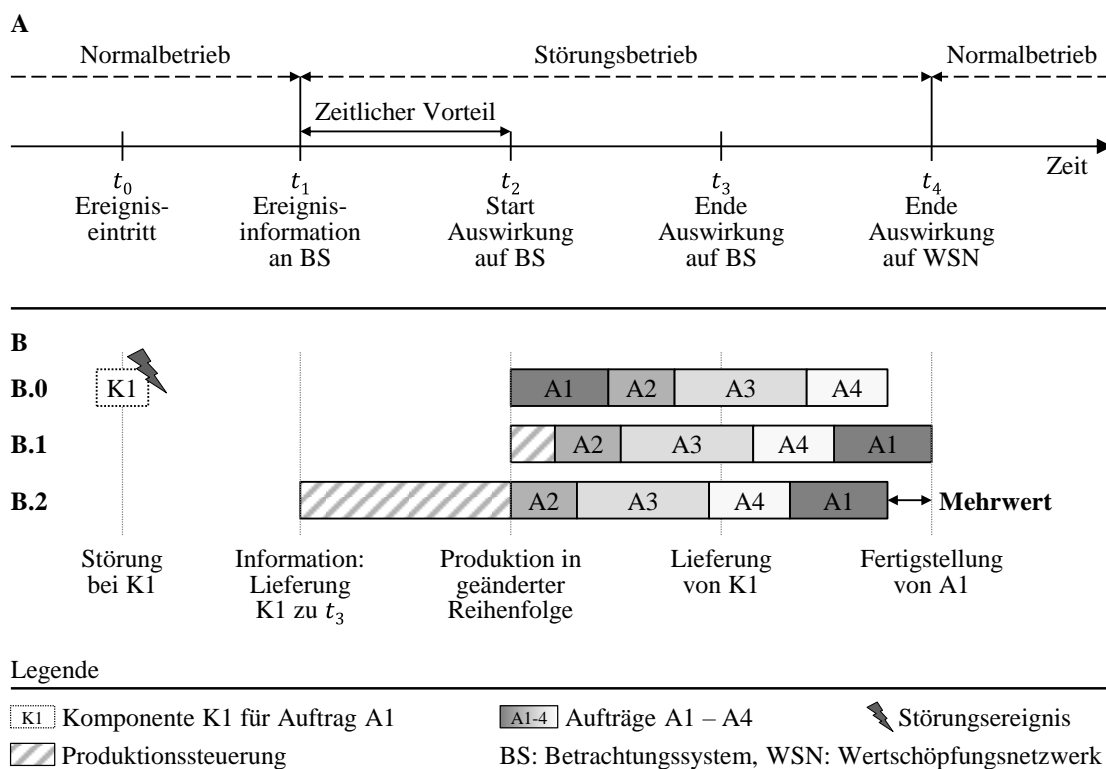 A
Normalbetrieb Störungsbetrieb Normalbetrieb
Zeitlicher Vorteil
Zeit
t₀ t₁ t₂ t₃ t₄
Ereignis- Ereignis- Start Ende Ende
eintritt information Auswirkung Auswirkung Auswirkung
an BS auf BS auf BS auf WSN
B
B.0 K1 A1 A2 A3 A4
B.1 A2 A3 A4 A1
B.2 A2 A3 A4 A1 Mehrwert
Störung Information: Produktion in Lieferung Fertigstellung
bei K1 Lieferung geänderter von K1 von A1
K1 zu t₃ Reihenfolge
Legende
K1 Komponente K1 für Auftrag A1 A1-4 Aufträge A1 – A4 Störungsereignis
Produktionssteuerung BS: Betrachtungssystem, WSN: Wertschöpfungsnetzwerk